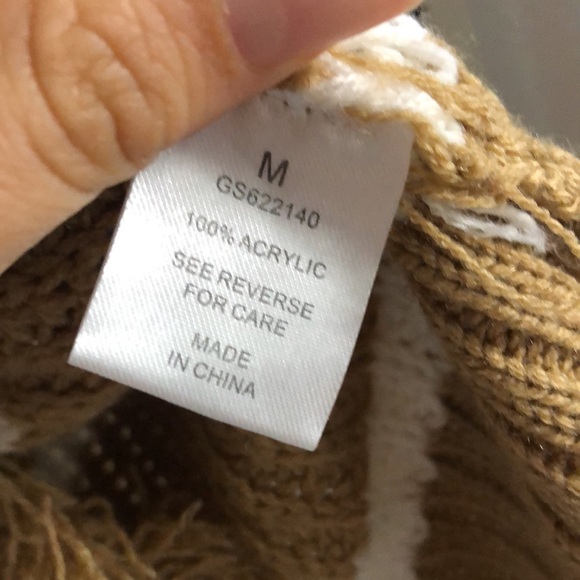 M
GS622140
100% ACRYLIC
SEE REVERSE
FOR CARE
MADE
IN CHINA